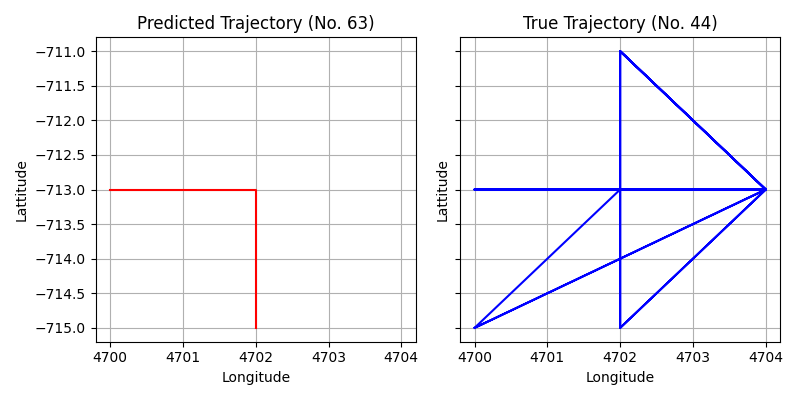 Predicted Trajectory (No. 63)
−711.0
−711.5
−712.0
−712.5
−713.0
−713.5
−714.0
−714.5
−715.0
Lattitude
4700 4701 4702 4703 4704
Longitude
True Trajectory (No. 44)
Lattitude
4700 4701 4702 4703 4704
Longitude